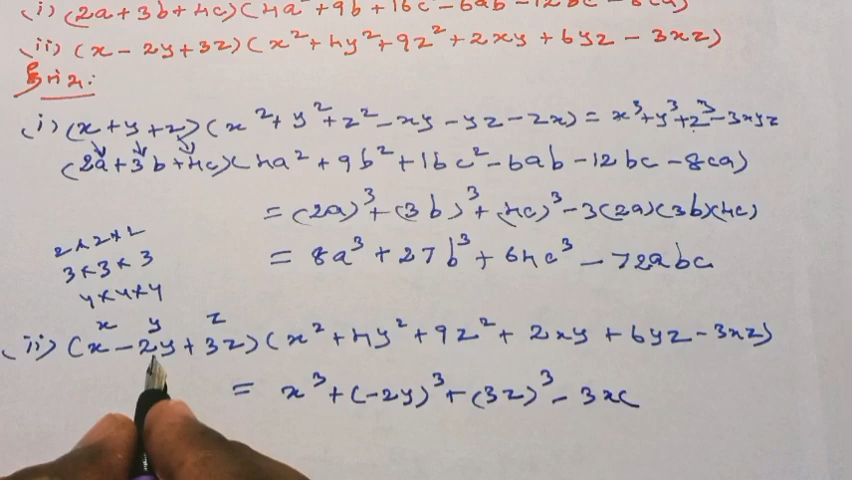 i) (2a+3b+4c)(4a²+9b²+16c²-6ab-12bc-8ca)
ii) (x-2y+3z)(x²+4y²+9z²+2xy+6yz-3xz)
தீர்வு:
i) (x+y+z)(x²+y²+z²-xy-yz-zx) = x³+y³+z³-3xyz
(2a+3b+4c)(4a²+9b²+16c²-6ab-12bc-8ca)
= (2a)³+(3b)³+(4c)³-3(2a)(3b)(4c)
= 8a³+27b³+64c³-72abc
2×2×2
3×3×3
4×4×4
x y z
ii) (x-2y+3z)(x²+4y²+9z²+2xy+6yz-3xz)
= x³+(-2y)³+(3z)³-3x(